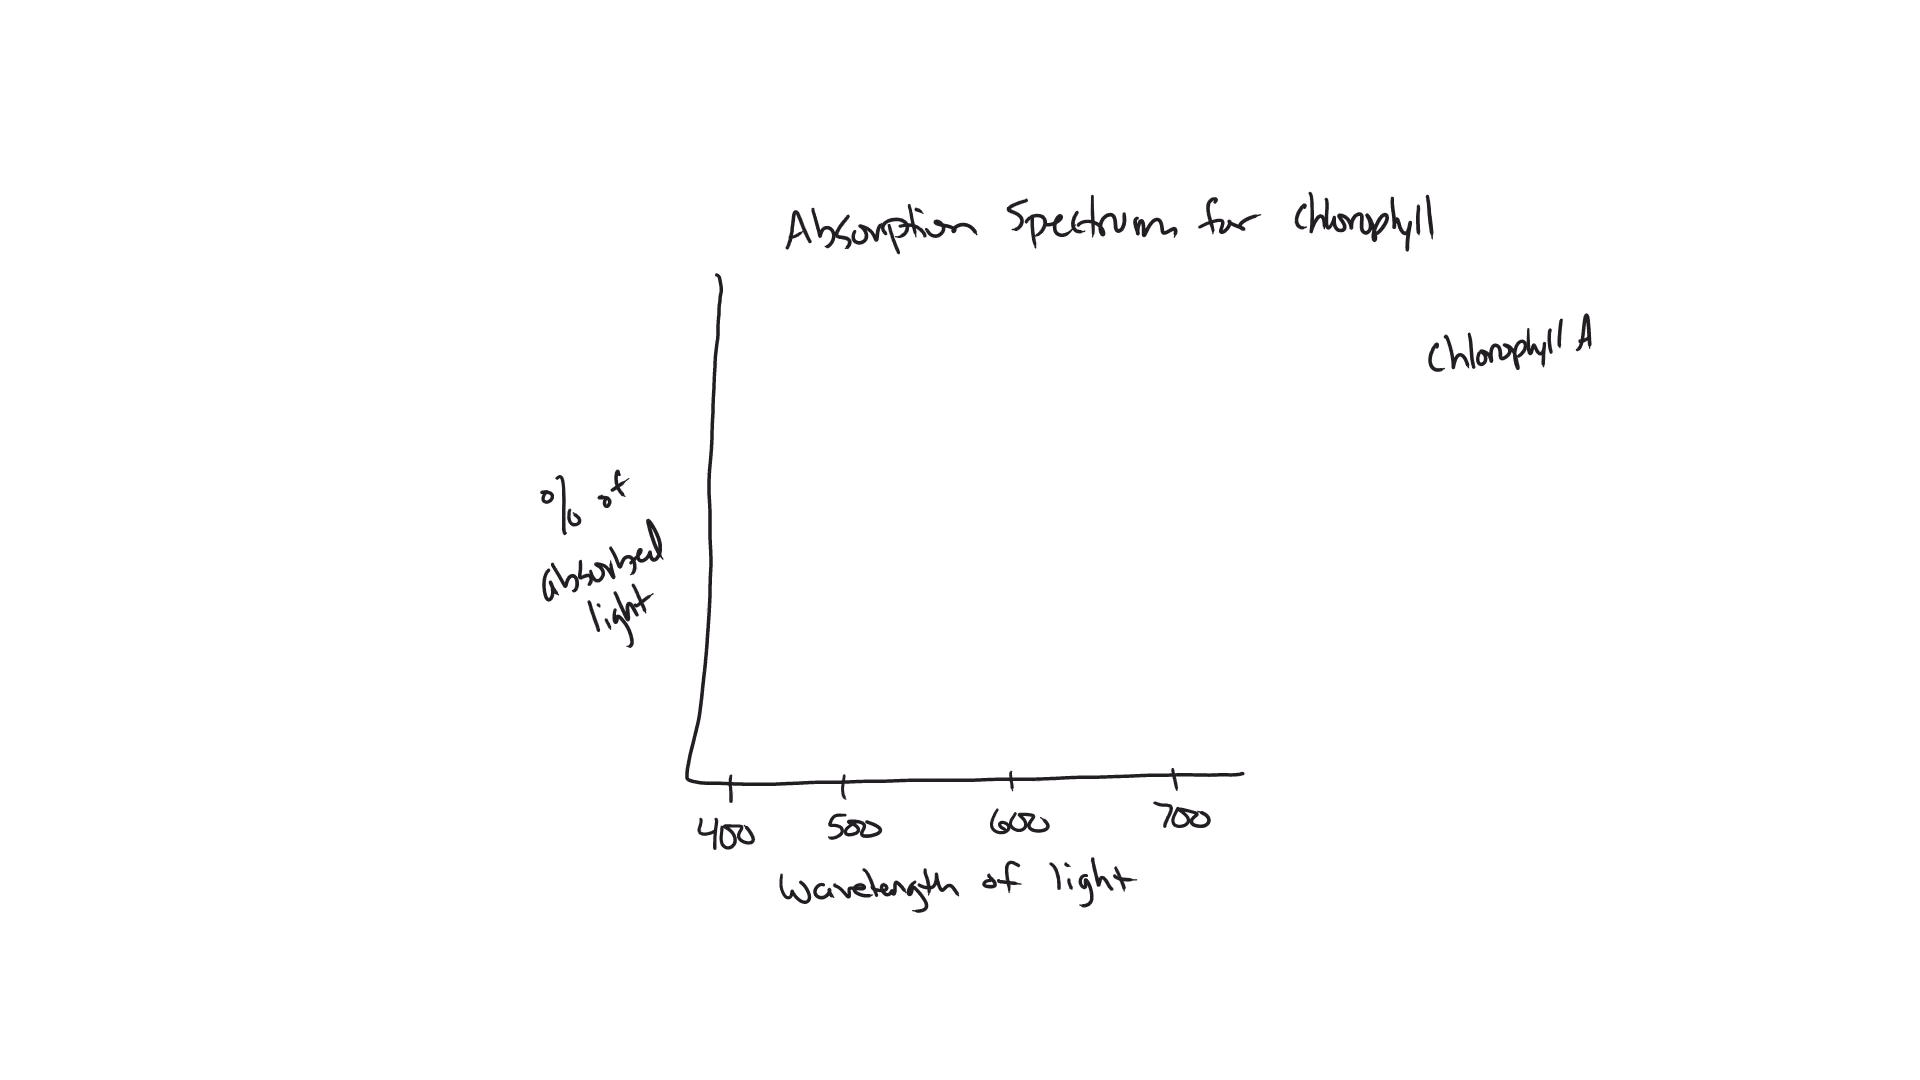 Absorption Spectrum for Chlorophyll
Chlorophyll A
% of
absorbed
light
400 500 600 700
Wavelength of light